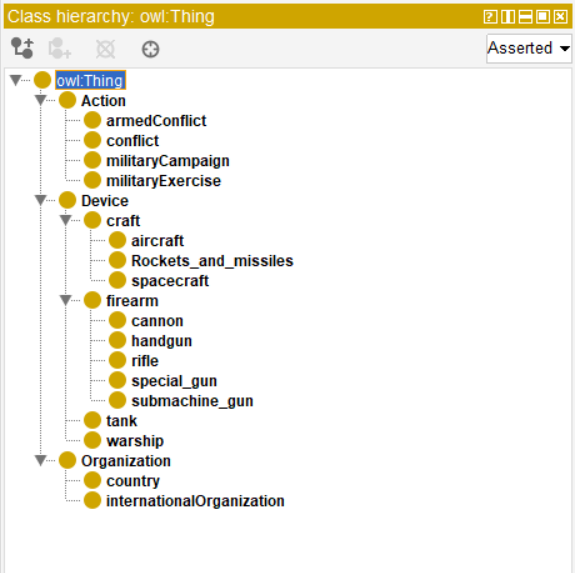 Class hierarchy: owl:Thing
Asserted
owl:Thing
Action
armedConflict
conflict
militaryCampaign
militaryExercise
Device
craft
aircraft
Rockets_and_missiles
spacecraft
firearm
cannon
handgun
rifle
special_gun
submachine_gun
tank
warship
Organization
country
internationalOrganization